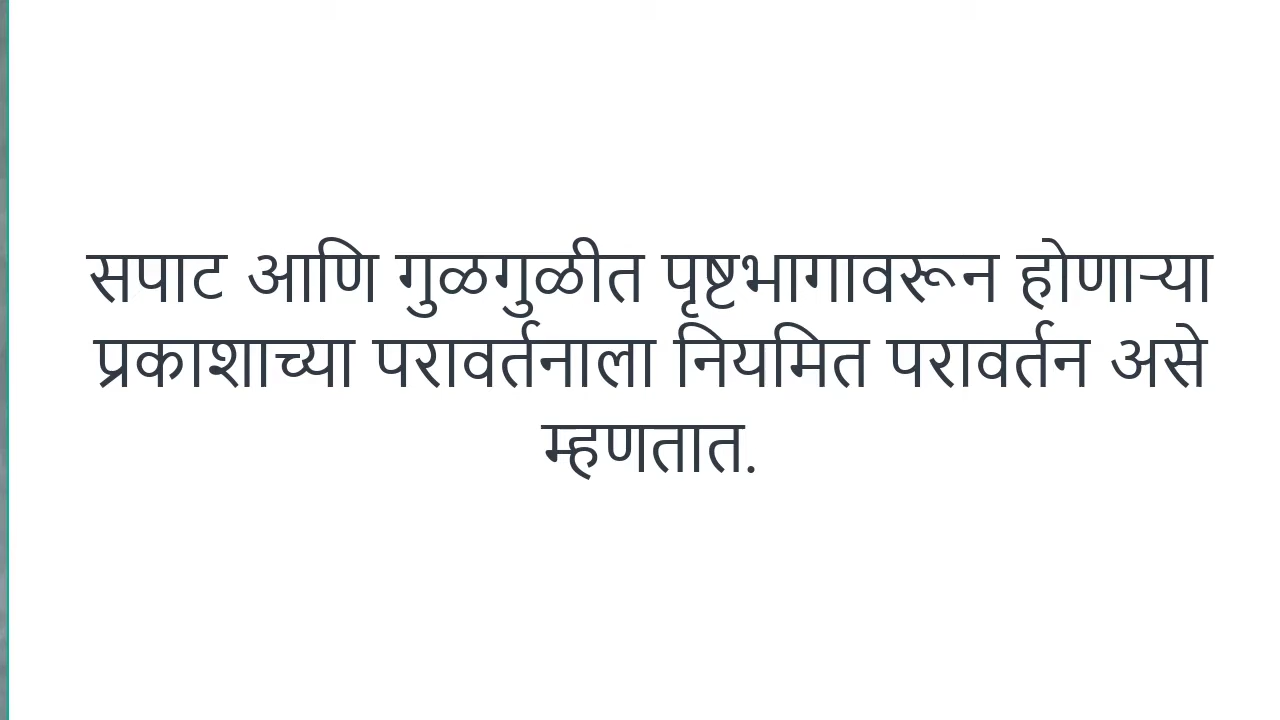 सपाट आणि गुळगुळीत पृष्टभागावरून होणाऱ्या
प्रकाशाच्या परावर्तनाला नियमित परावर्तन असे
म्हणतात.